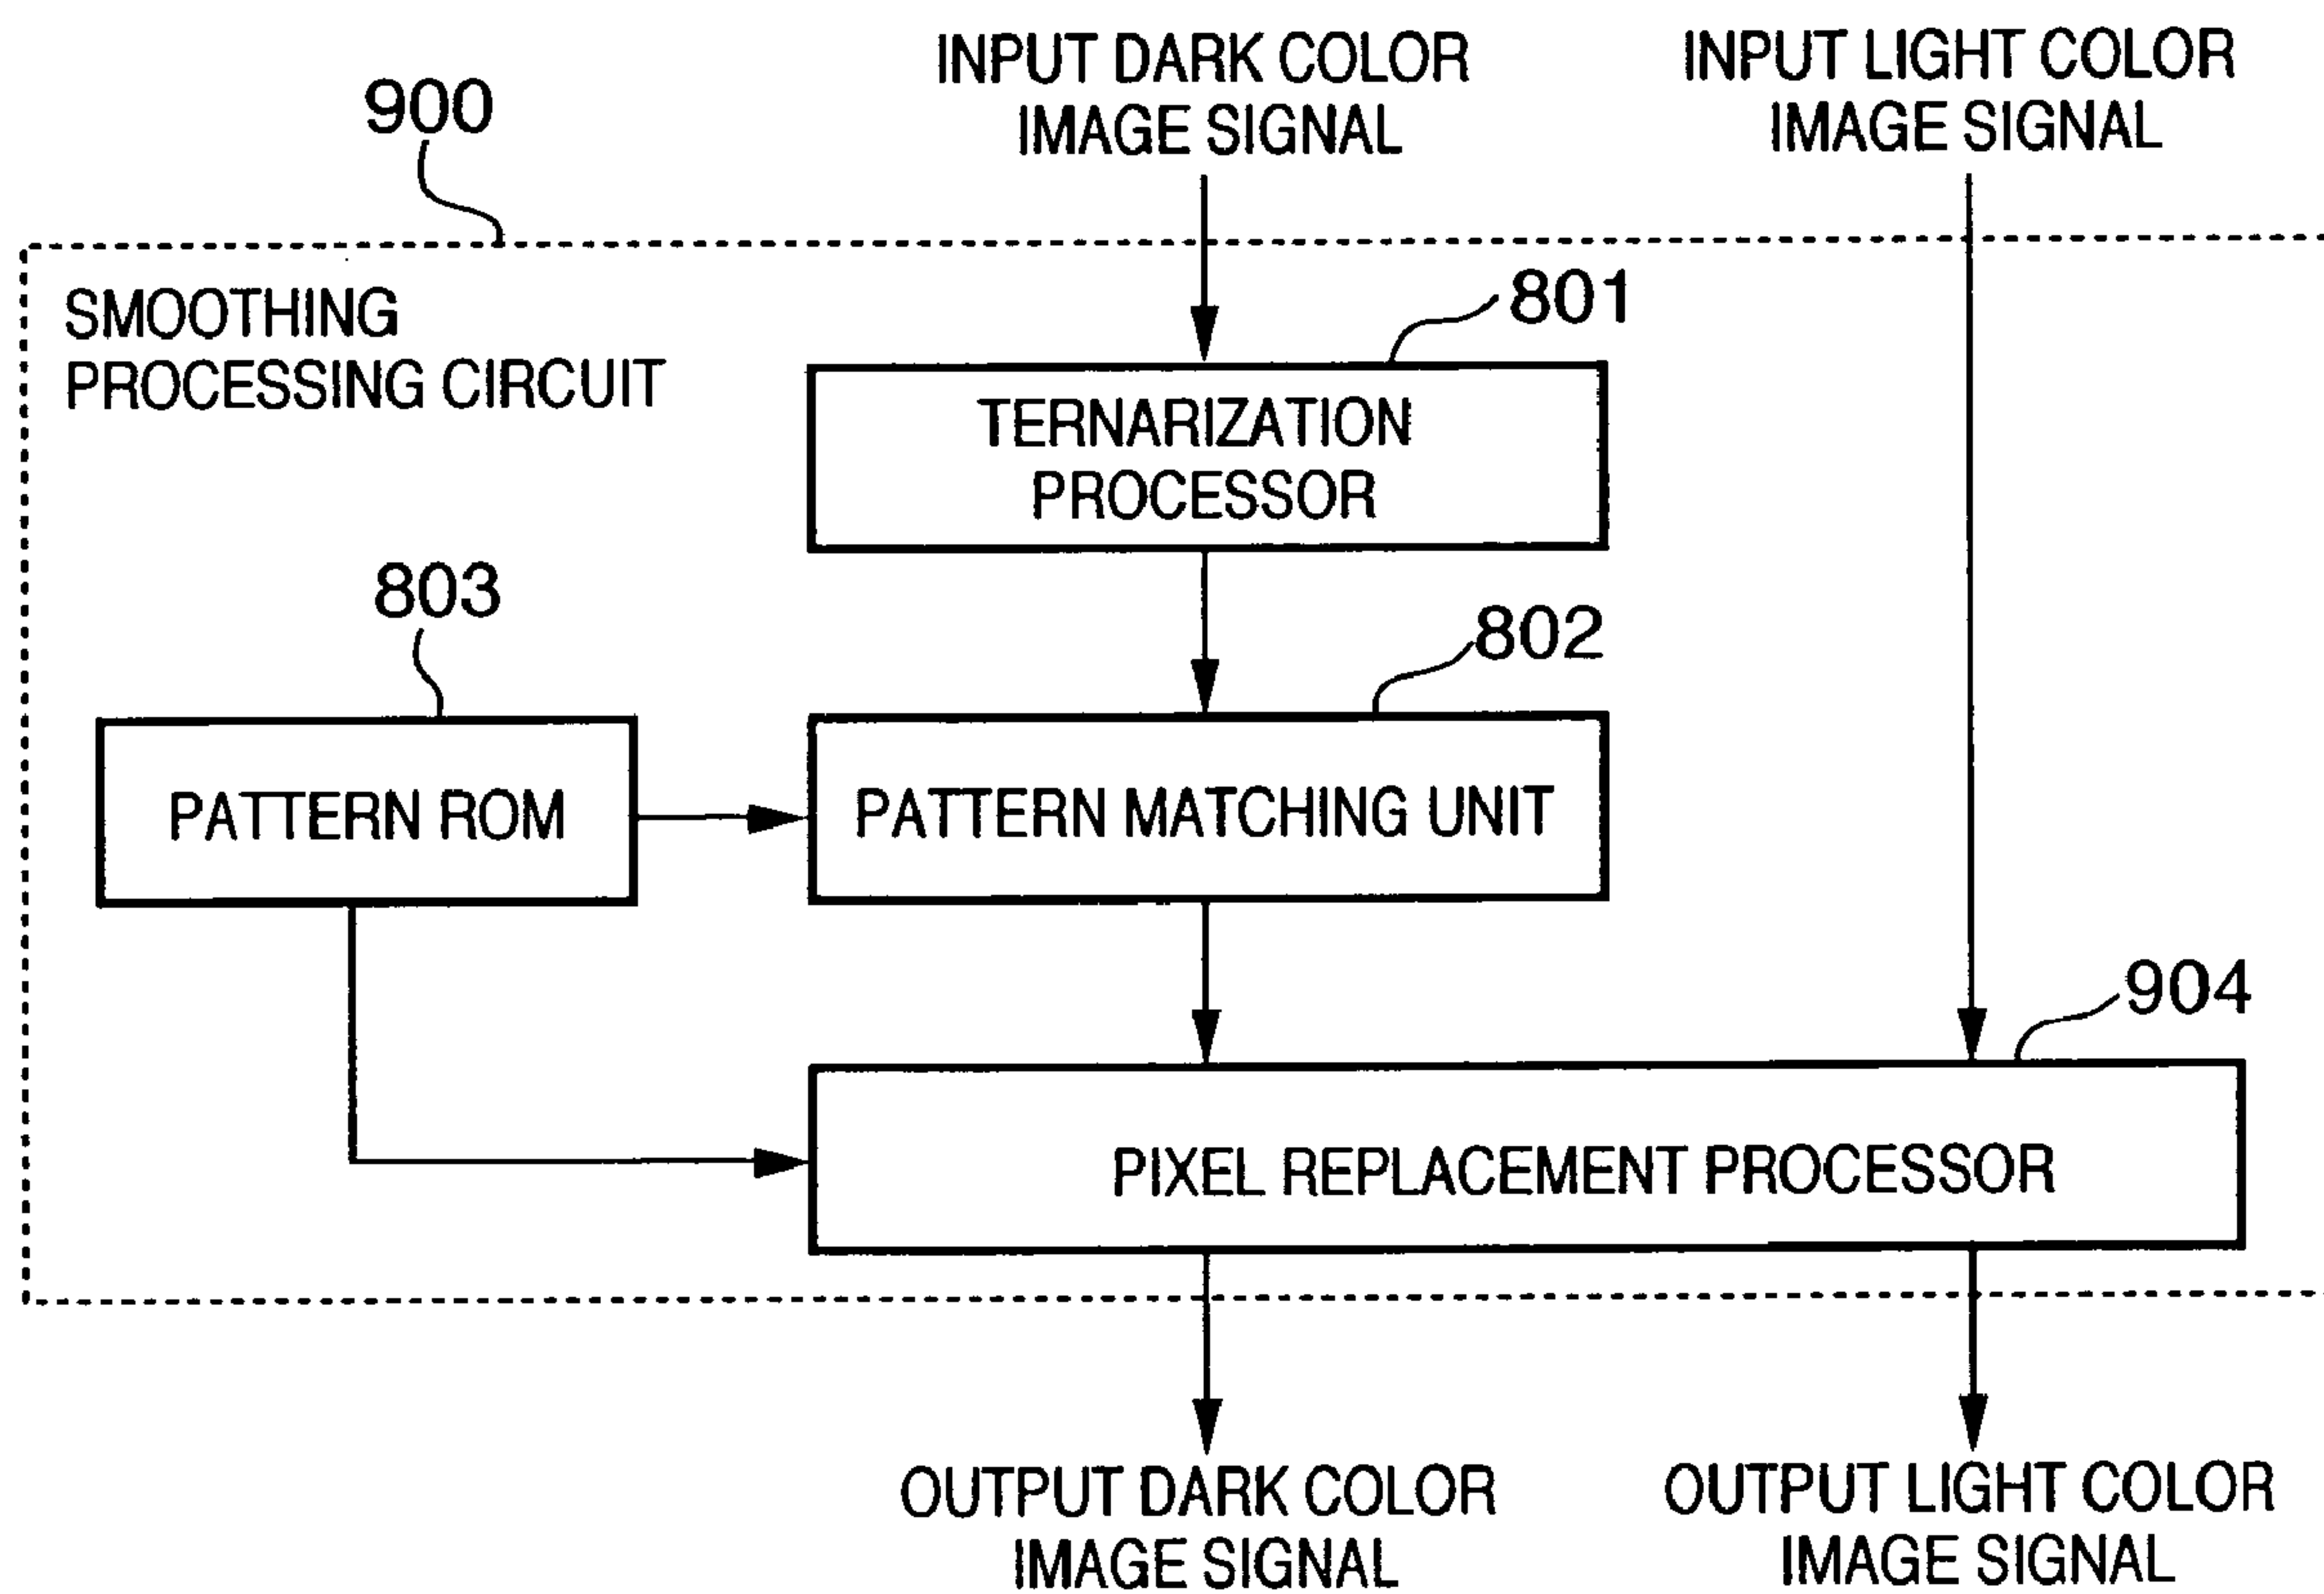 INPUT DARK COLOR
IMAGE SIGNAL
INPUT LIGHT COLOR
IMAGE SIGNAL
900
SMOOTHING
PROCESSING CIRCUIT
801
TERNARIZATION
PROCESSOR
803
802
PATTERN ROM
PATTERN MATCHING UNIT
904
PIXEL REPLACEMENT PROCESSOR
OUTPUT DARK COLOR
IMAGE SIGNAL
OUTPUT LIGHT COLOR
IMAGE SIGNAL